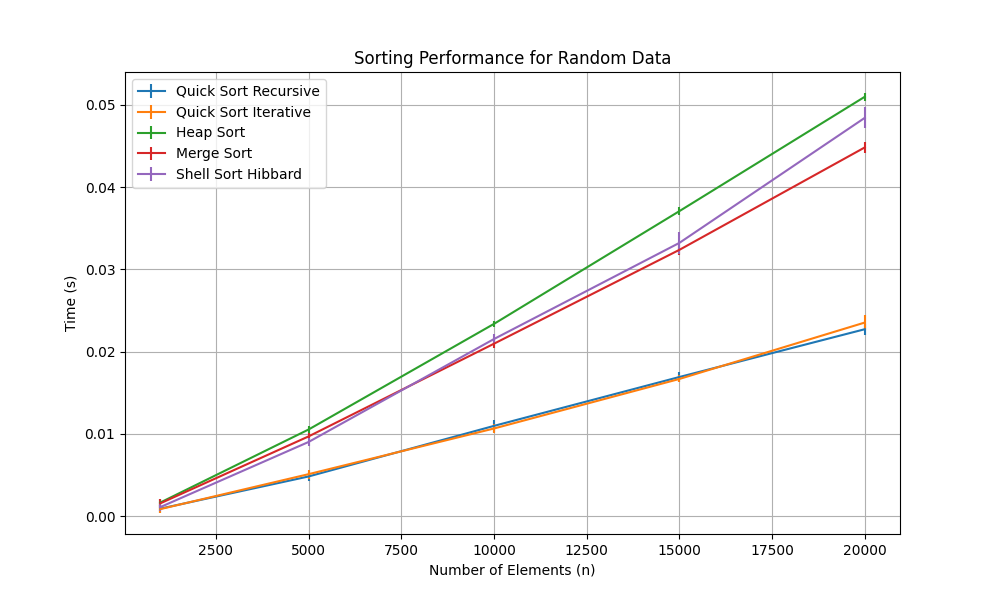 Sorting Performance for Random Data
Quick Sort Recursive
Quick Sort Iterative
Heap Sort
Merge Sort
Shell Sort Hibbard
0.05
0.04
0.03
0.02
0.01
0.00
Time (s)
2500 5000 7500 10000 12500 15000 17500 20000
Number of Elements (n)